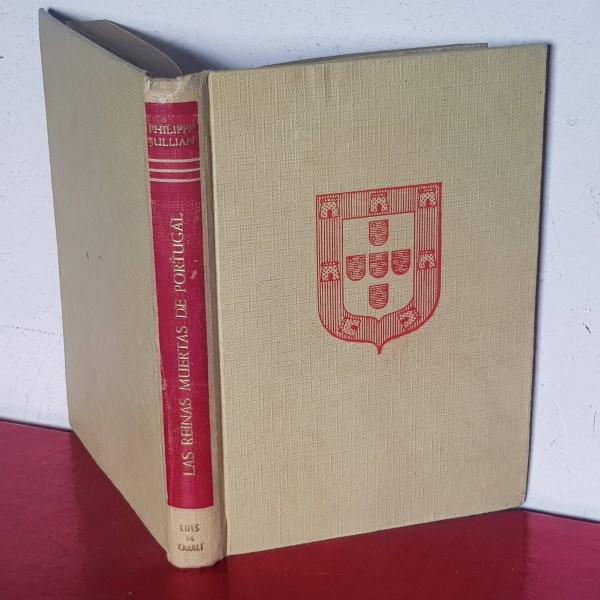 PHILIPPE
JULLIAN
LAS REINAS MUERTAS DE PORTUGAL
LUIS
DE
CARALT